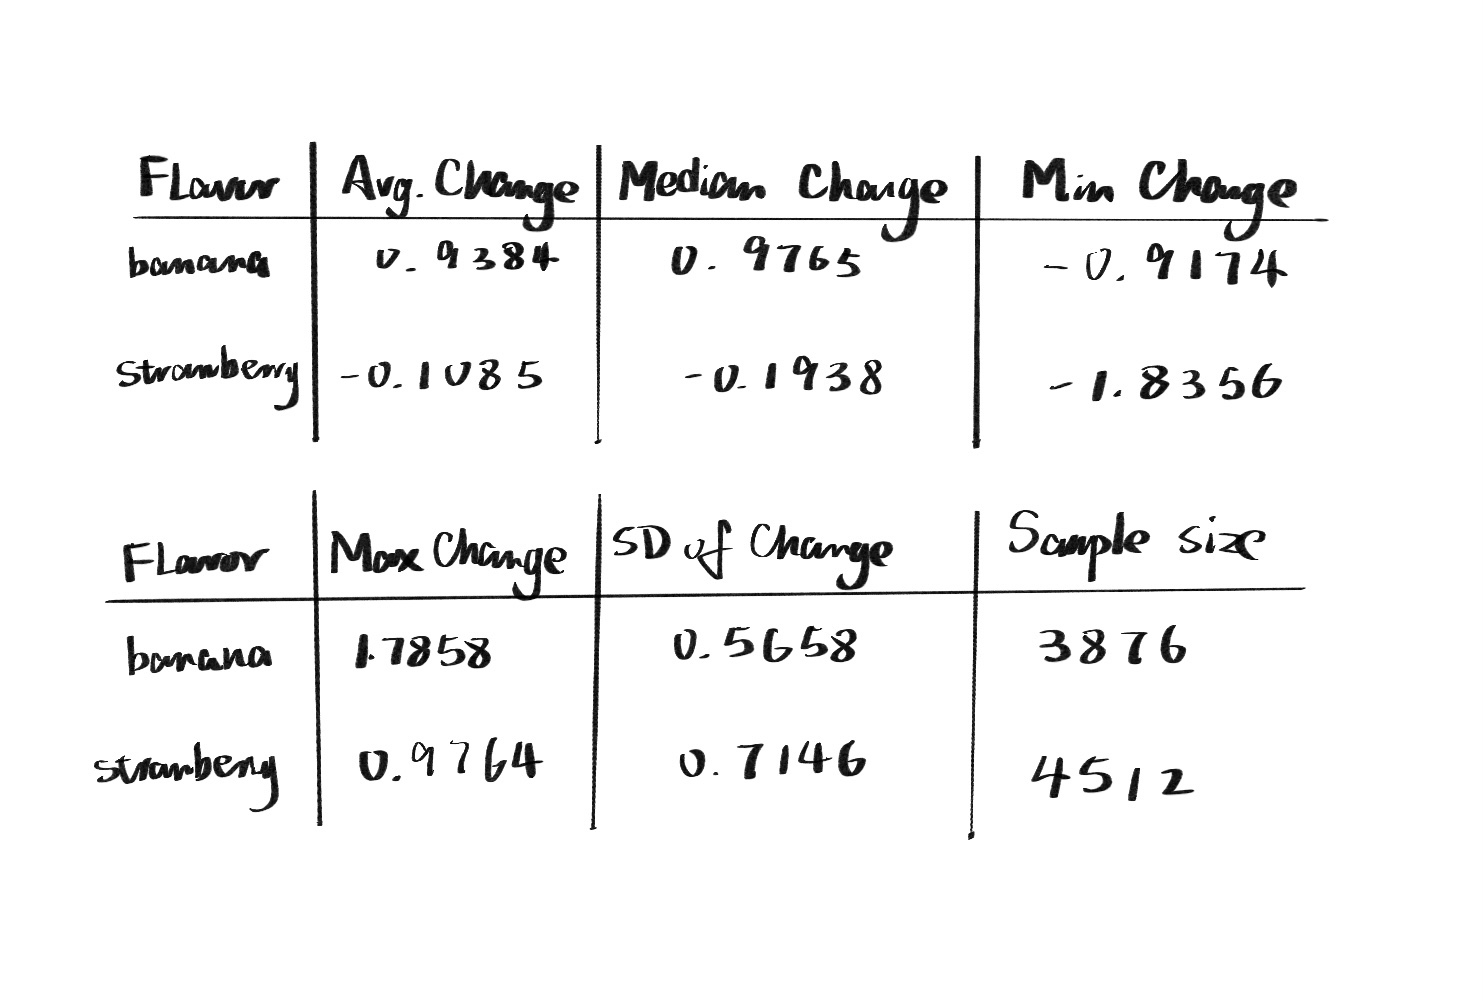 Flavor Avg. Change Median Change Min Change
banana 0.9384 0.9765 -0.9174
strawberry -0.1085 -0.1938 -1.8356
Flavor Max Change SD of Change Sample size
banana 1.7858 0.5658 3876
strawberry 0.9764 0.7146 4512